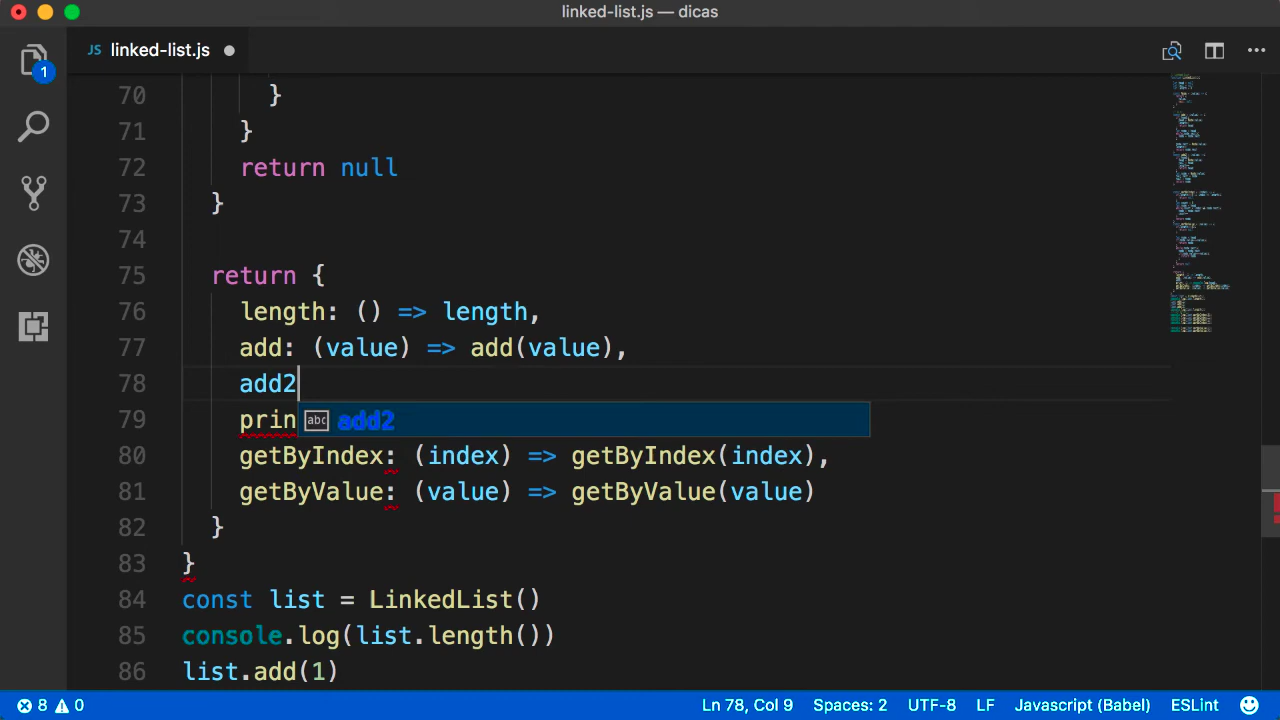 linked-list.js — dicas
JS linked-list.js
1
70 }
71 }
72 return null
73 }
74
75 return {
76 length: () => length,
77 add: (value) => add(value),
78 add2
79 prin abc add2
80 getByIndex: (index) => getByIndex(index),
81 getByValue: (value) => getByValue(value)
82 }
83 }
84 const list = LinkedList()
85 console.log(list.length())
86 list.add(1)
8 0 Ln 78, Col 9 Spaces: 2 UTF-8 LF Javascript (Babel) ESLint